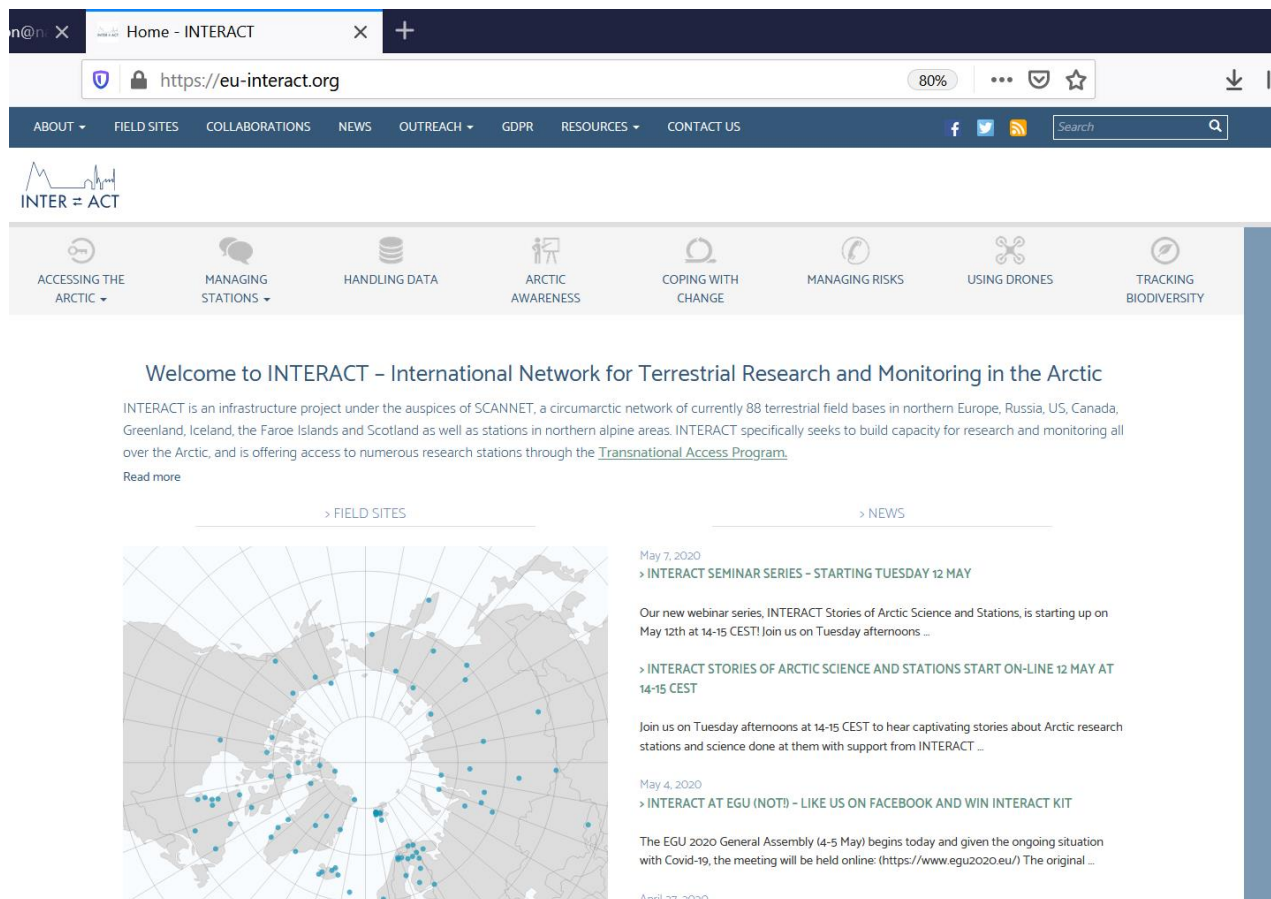 on@n
Home - INTERACT
https://eu-interact.org
80%
ABOUT
FIELD SITES
COLLABORATIONS
NEWS
OUTREACH
GDPR
RESOURCES
CONTACT US
Search
INTER ⇄ ACT
ACCESSING THE
ARCTIC
MANAGING
STATIONS
HANDLING DATA
ARCTIC
AWARENESS
COPING WITH
CHANGE
MANAGING RISKS
USING DRONES
TRACKING
BIODIVERSITY
Welcome to INTERACT – International Network for Terrestrial Research and Monitoring in the Arctic
INTERACT is an infrastructure project under the auspices of SCANNET, a circumarctic network of currently 88 terrestrial field bases in northern Europe, Russia, US, Canada,
Greenland, Iceland, the Faroe Islands and Scotland as well as stations in northern alpine areas. INTERACT specifically seeks to build capacity for research and monitoring all
over the Arctic, and is offering access to numerous research stations through the Transnational Access Program.
Read more
> FIELD SITES
> NEWS
May 7, 2020
> INTERACT SEMINAR SERIES – STARTING TUESDAY 12 MAY
Our new webinar series, INTERACT Stories of Arctic Science and Stations, is starting up on
May 12th at 14-15 CEST! Join us on Tuesday afternoons ...
> INTERACT STORIES OF ARCTIC SCIENCE AND STATIONS START ON-LINE 12 MAY AT
14-15 CEST
Join us on Tuesday afternoons at 14-15 CEST to hear captivating stories about Arctic research
stations and science done at them with support from INTERACT ...
May 4, 2020
> INTERACT AT EGU (NOT!) – LIKE US ON FACEBOOK AND WIN INTERACT KIT
The EGU 2020 General Assembly (4-5 May) begins today and given the ongoing situation
with Covid-19, the meeting will be held online: (https://www.egu2020.eu/) The original ...
April 27, 2020